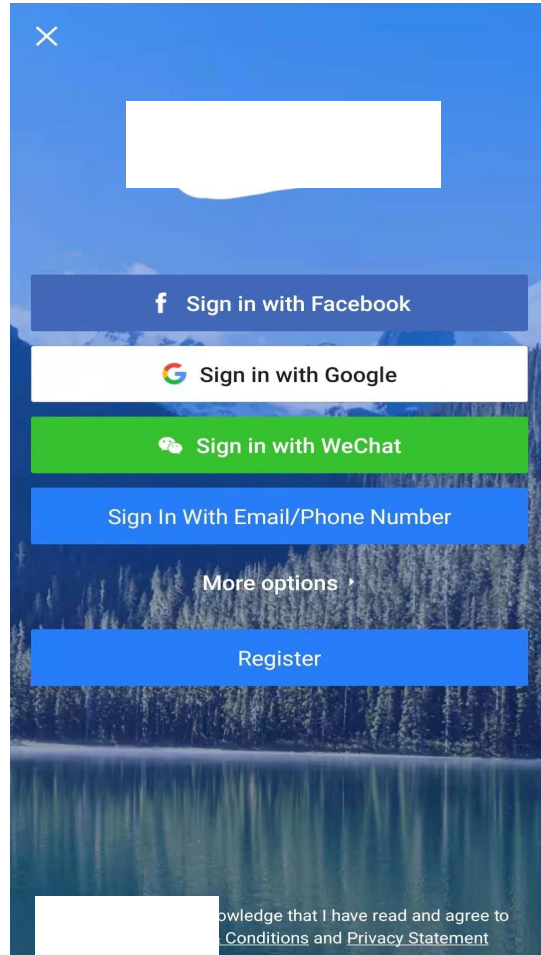 Sign in with Facebook
Sign in with Google
Sign in with WeChat
Sign In With Email/Phone Number
More options
Register
that I have read and agree to
Conditions and Privacy Statement